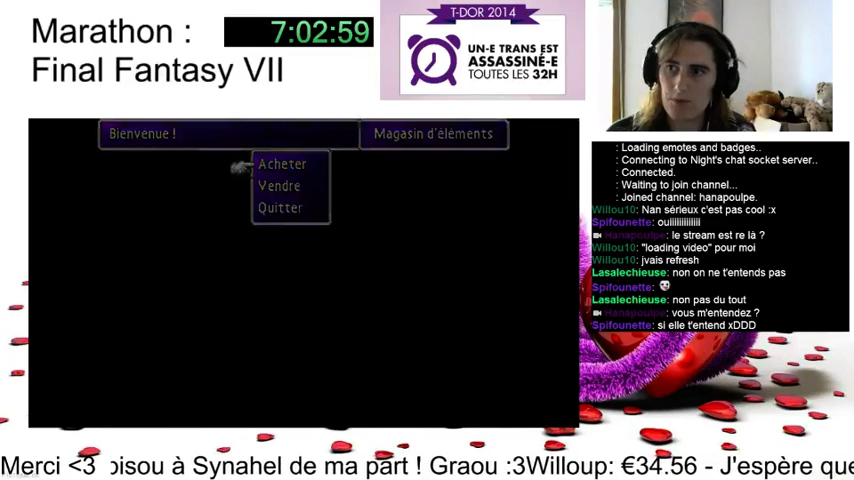 Marathon :
Final Fantasy VII
7:02:59
T-DOR 2014
UN·E TRANS EST
ASSASSINÉ·E
TOUTES LES 32H
Bienvenue !
Magasin d'éléments
Acheter
Vendre
Quitter
: Loading emotes and badges..
: Connecting to Night's chat socket server..
: Connected.
: Waiting to join channel...
: Joined channel: hanapoulpe.
Willou10: Nan sérieux c'est pas cool :x
Spifounette: ouiiiiiiiiiiiii
Hanapoulpe: le stream est re là ?
Willou10: "loading video" pour moi
Willou10: jvais refresh
Lasalechieuse: non on ne t'entends pas
Spifounette:
Lasalechieuse: non pas du tout
Hanapoulpe: vous m'entendez ?
Spifounette: si elle t'entend xDDD
Merci <3 oisou à Synahel de ma part ! Graou :3Willoup: €34.56 - J'espère que